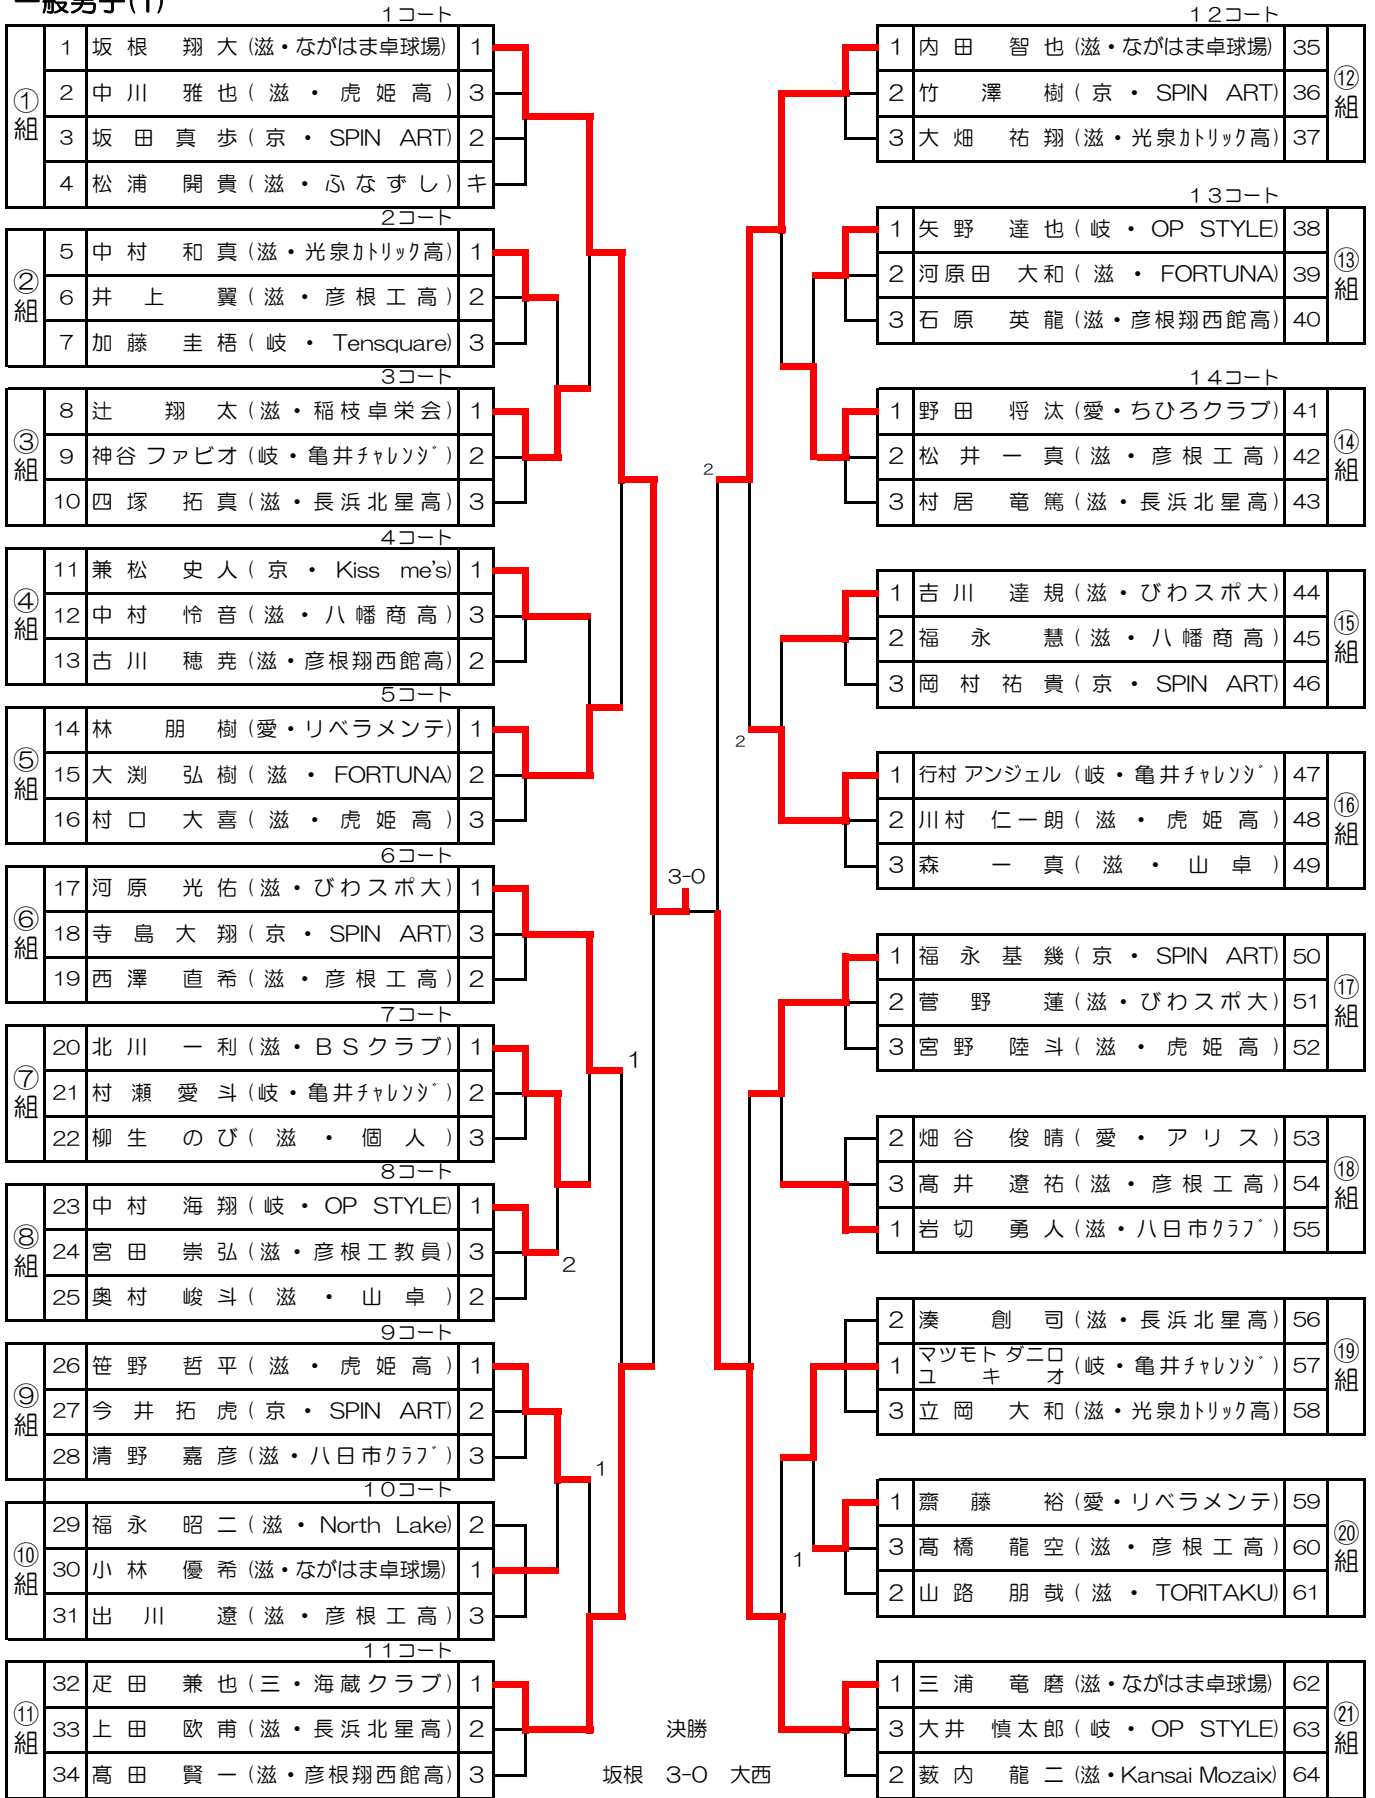 一般男子(1)
1コート
①組
1 坂根 翔大 (滋・ながはま卓球場) 1
2 中川 雅也 (滋・虎姫高) 3
3 坂田真歩 (京・SPIN ART) 2
4 松浦 開貴 (滋・ふなずし) キ
2コート
②組
5 中村 和真 (滋・光泉カトリック高) 1
6 井上 翼 (滋・彦根工高) 2
7 加藤 圭梧 (岐・Tensquare) 3
3コート
③組
8 辻 翔太 (滋・稲枝卓栄会) 1
9 神谷 ファビオ (岐・亀井チャレンジ) 2
10 四塚 拓真 (滋・長浜北星高) 3
4コート
④組
11 兼松 史人 (京・Kiss me's) 1
12 中村 怜音 (滋・八幡商高) 3
13 古川 穂尭 (滋・彦根翔西館高) 2
5コート
⑤組
14 林 朋樹 (愛・リベラメンテ) 1
15 大渕 弘樹 (滋・FORTUNA) 2
16 村口 大喜 (滋・虎姫高) 3
6コート
⑥組
17 河原 光佑 (滋・びわスポ大) 1
18 寺島大翔 (京・SPIN ART) 3
19 西澤 直希 (滋・彦根工高) 2
7コート
⑦組
20 北川 一利 (滋・BSクラブ) 1
21 村瀬 愛斗 (岐・亀井チャレンジ) 2
22 柳生 のび (滋・個人) 3
8コート
⑧組
23 中村 海翔 (岐・OP STYLE) 1
24 宮田 崇弘 (滋・彦根工教員) 3
25 奥村 峻斗 (滋・山卓) 2
9コート
⑨組
26 笹野 哲平 (滋・虎姫高) 1
27 今井拓虎 (京・SPIN ART) 2
28 清野 嘉彦 (滋・八日市クラブ) 3
10コート
⑩組
29 福永 昭二 (滋・North Lake) 2
30 小林 優希 (滋・ながはま卓球場) 1
31 出川 遼 (滋・彦根工高) 3
11コート
⑪組
32 疋田 兼也 (三・海蔵クラブ) 1
33 上田 欧甫 (滋・長浜北星高) 2
34 髙田 賢一 (滋・彦根翔西館高) 3
1
2
1
3-0
2
2
1
決勝
坂根 3-0 大西
12コート
1 内田 智也 (滋・ながはま卓球場) 35
2 竹澤 樹 (京・SPIN ART) 36
3 大畑 祐翔 (滋・光泉カトリック高) 37
⑫組
13コート
1 矢野 達也 (岐・OP STYLE) 38
2 河原田 大和 (滋・FORTUNA) 39
3 石原 英龍 (滋・彦根翔西館高) 40
⑬組
14コート
1 野田 将汰 (愛・ちひろクラブ) 41
2 松井一真 (滋・彦根工高) 42
3 村居 竜篤 (滋・長浜北星高) 43
⑭組
1 吉川 達規 (滋・びわスポ大) 44
2 福永 慧 (滋・八幡商高) 45
3 岡村祐貴 (京・SPIN ART) 46
⑮組
1 行村 アンジェル (岐・亀井チャレンジ) 47
2 川村 仁一朗 (滋・虎姫高) 48
3 森 一真 (滋・山卓) 49
⑯組
1 福永基幾 (京・SPIN ART) 50
2 菅野 蓮 (滋・びわスポ大) 51
3 宮野 陸斗 (滋・虎姫高) 52
⑰組
2 畑谷 俊晴 (愛・アリス) 53
3 髙井 遼祐 (滋・彦根工高) 54
1 岩切 勇人 (滋・八日市クラブ) 55
⑱組
2 湊 創司 (滋・長浜北星高) 56
1 マツモト ダニロ ユキオ (岐・亀井チャレンジ) 57
3 立岡 大和 (滋・光泉カトリック高) 58
⑲組
1 齋藤 裕 (愛・リベラメンテ) 59
3 髙橋 龍空 (滋・彦根工高) 60
2 山路 朋哉 (滋・TORITAKU) 61
⑳組
1 三浦 竜磨 (滋・ながはま卓球場) 62
3 大井 慎太郎 (岐・OP STYLE) 63
2 薮内 龍二 (滋・Kansai Mozaix) 64
㉑組